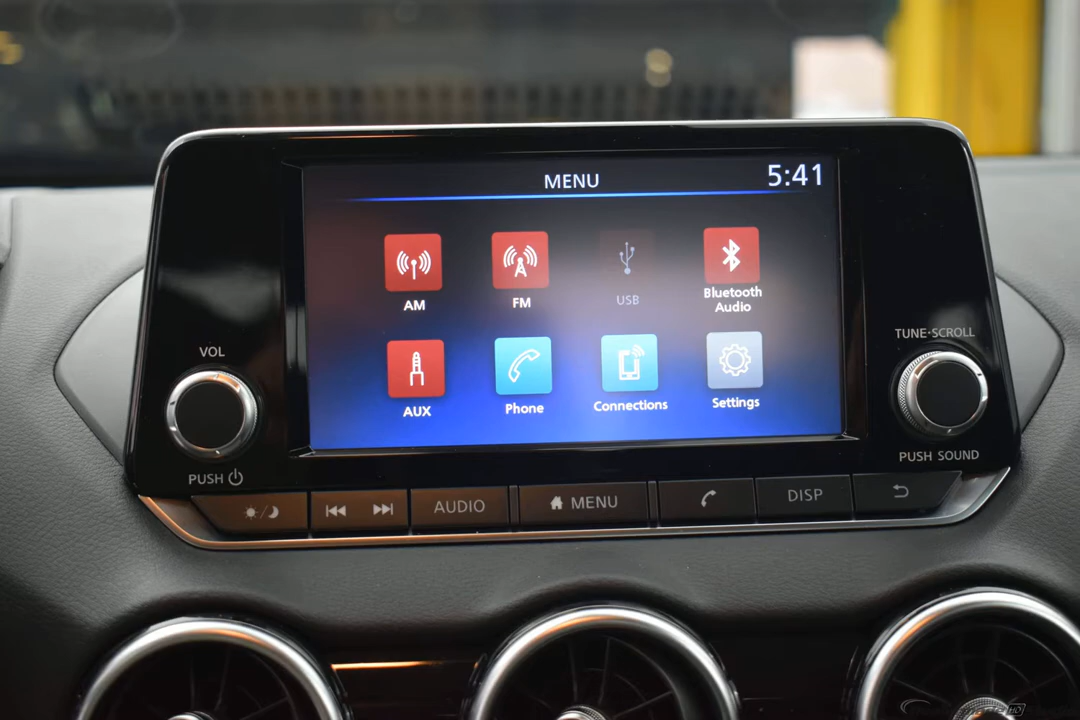 MENU
5:41
AM
FM
USB
Bluetooth
Audio
AUX
Phone
Connections
Settings
VOL
PUSH
TUNE·SCROLL
PUSH SOUND
AUDIO
MENU
DISP
HD